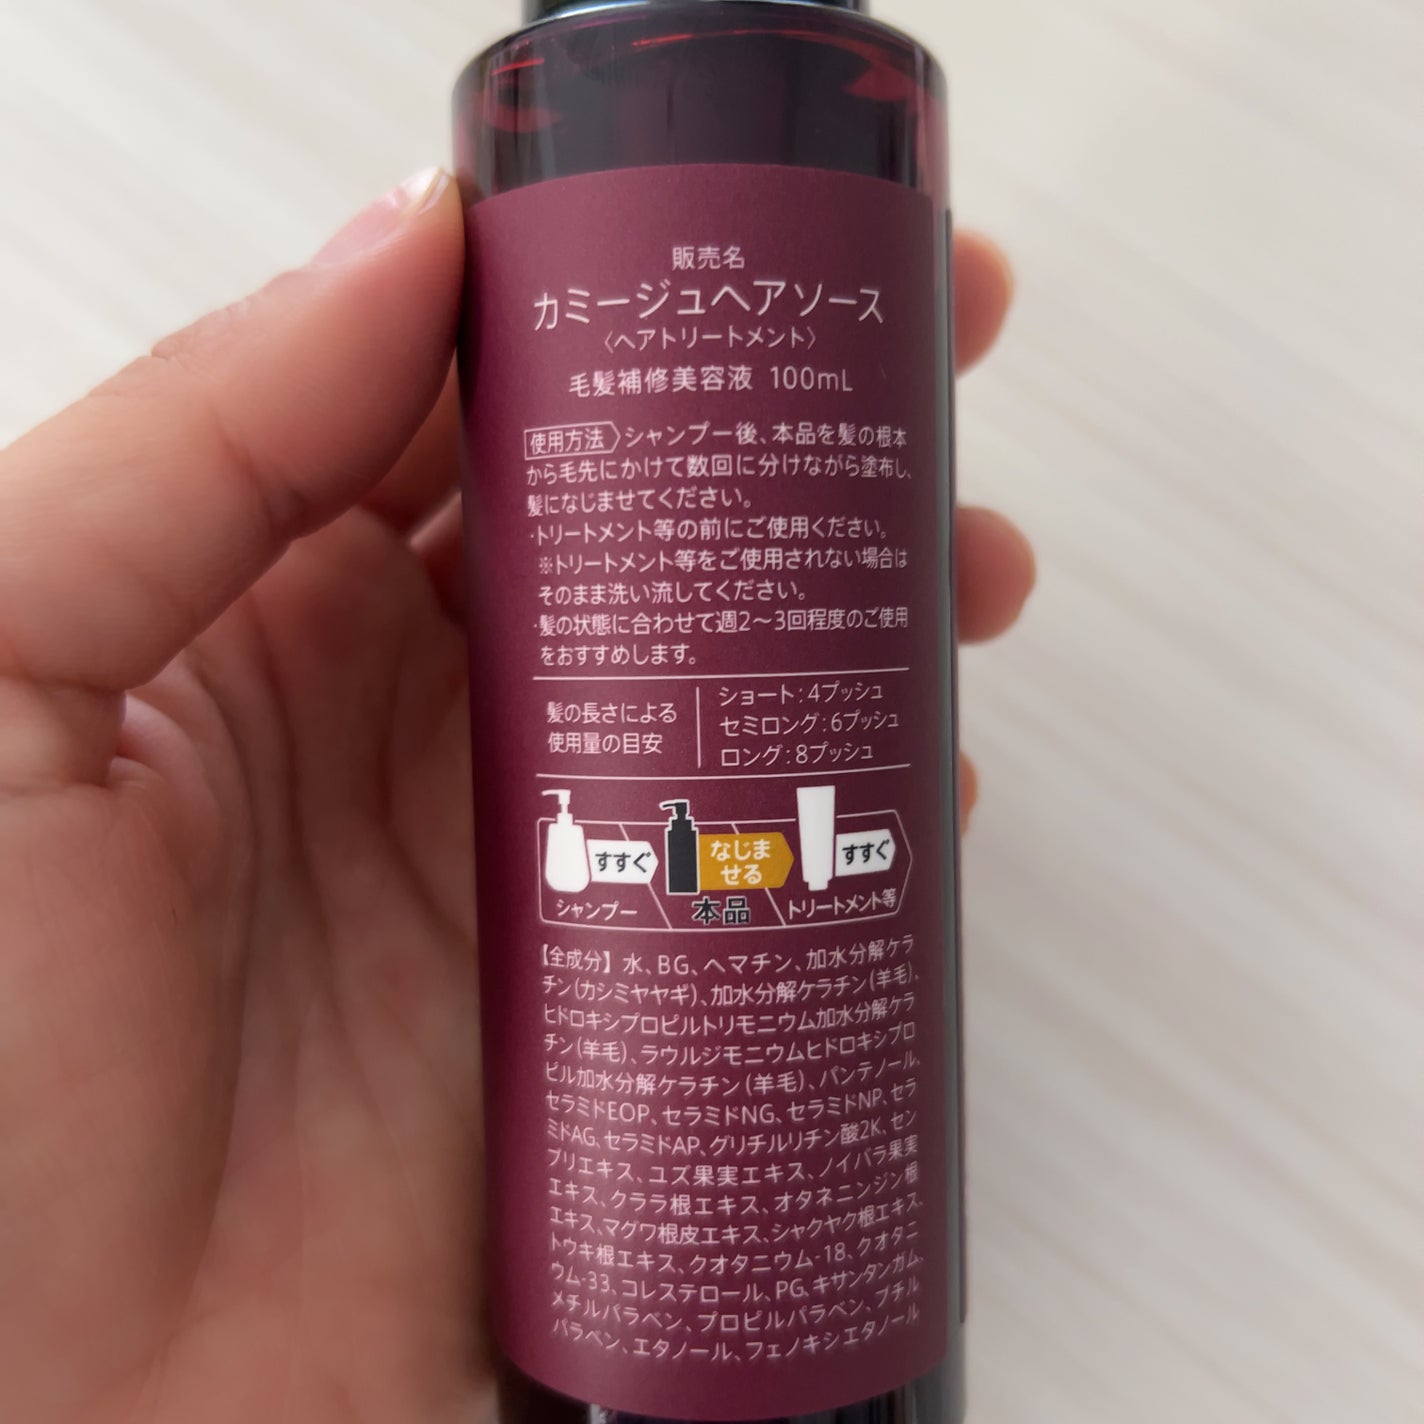 販売名
カミージュヘアソース
〈ヘアトリートメント〉
毛髪補修美容液 100mL
使用方法 シャンプー後、本品を髪の根本
から毛先にかけて数回に分けながら塗布し、
髪になじませてください。
・トリートメント等の前にご使用ください。
※トリートメント等をご使用されない場合は
そのまま洗い流してください。
・髪の状態に合わせて週2～3回程度のご使用
をおすすめします。
髪の長さによる
使用量の目安
ショート:4プッシュ
セミロング:6プッシュ
ロング:8プッシュ
すすぐ
なじま
せる
すすぐ
シャンプー
本品
トリートメント等
【全成分】水、BG、ヘマチン、加水分解ケラ
チン(カシミヤヤギ)、加水分解ケラチン(羊毛)、
ヒドロキシプロピルトリモニウム加水分解ケラ
チン(羊毛)、ラウルジモニウムヒドロキシプロ
ピル加水分解ケラチン(羊毛)、パンテノール、
セラミドEOP、セラミドNG、セラミドNP、セラ
ミドAG、セラミドAP、グリチルリチン酸2K、セン
ブリエキス、ユズ果実エキス、ノイバラ果実
エキス、クララ根エキス、オタネニンジン根
エキス、マグワ根皮エキス、シャクヤク根エキス、
トウキ根エキス、クオタニウム-18、クオタニ
ウム-33、コレステロール、PG、キサンタンガム、
メチルパラベン、プロピルパラベン、ブチル
パラベン、エタノール、フェノキシエタノール